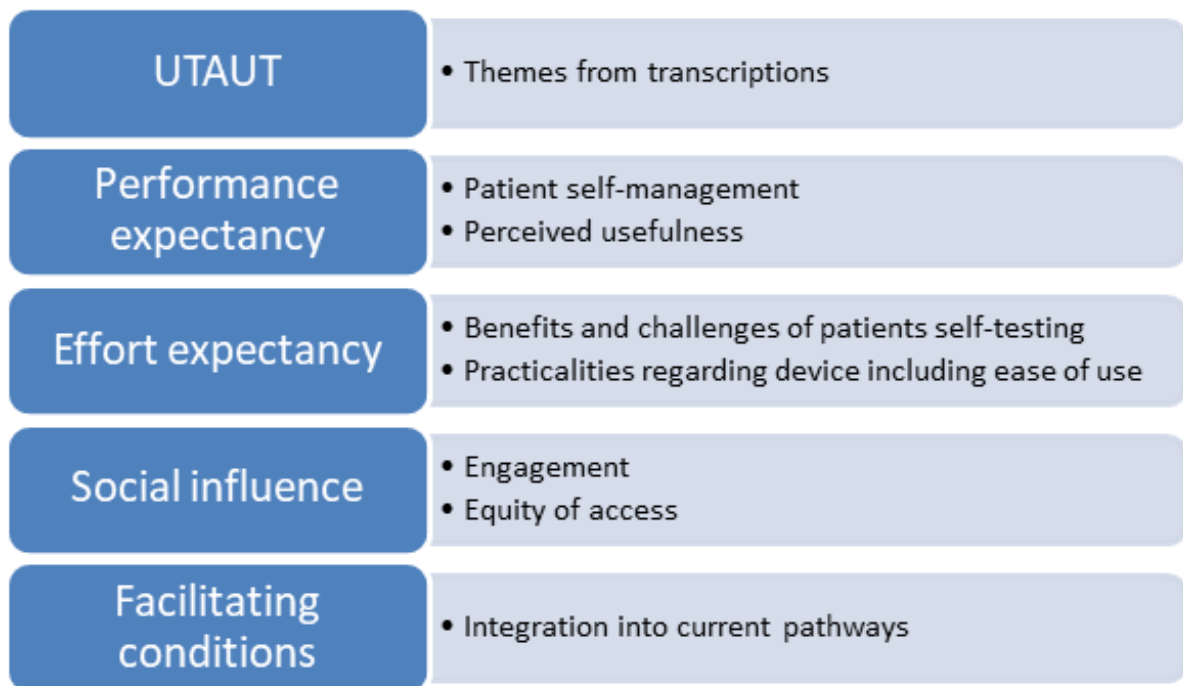 UTAUT
• Themes from transcriptions
Performance
expectancy
• Patient self-management
• Perceived usefulness
Effort expectancy
• Benefits and challenges of patients self-testing
• Practicalities regarding device including ease of use
Social influence
• Engagement
• Equity of access
Facilitating
conditions
• Integration into current pathways